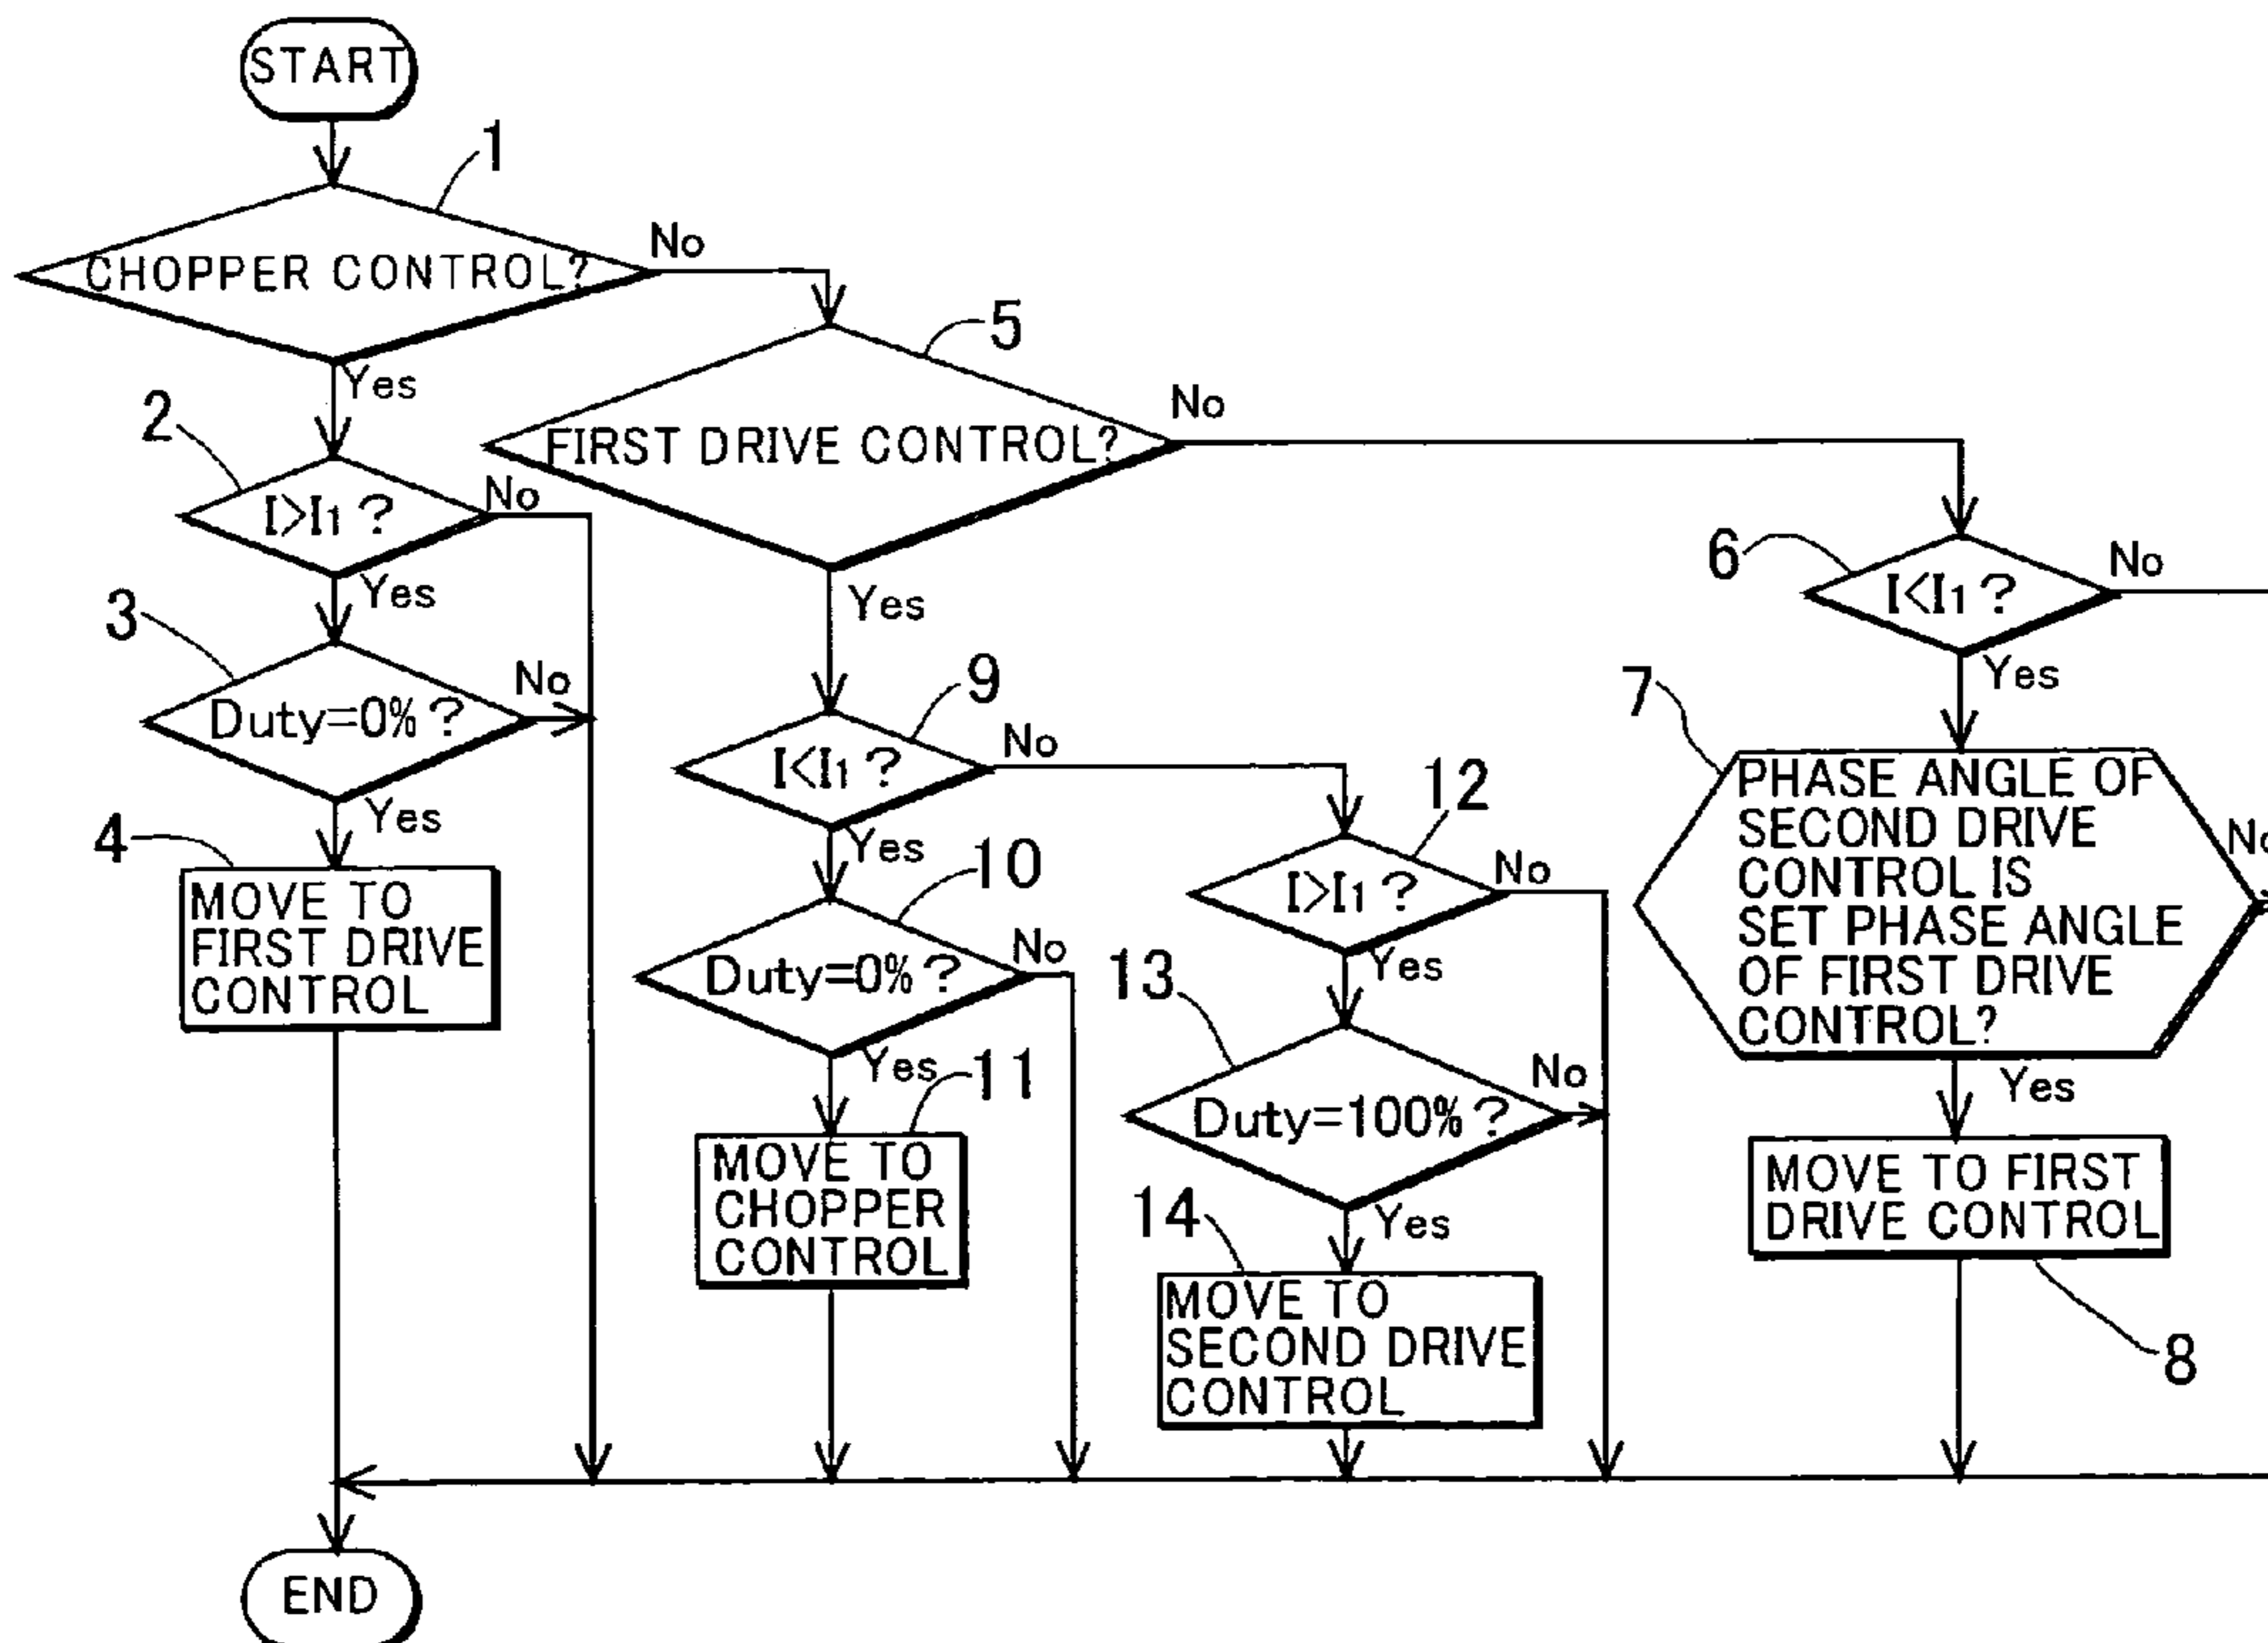 START
1
CHOPPER CONTROL?
No
Yes
2
I>I1 ?
No
Yes
3
Duty=0% ?
No
Yes
4
MOVE TO
FIRST DRIVE
CONTROL
5
FIRST DRIVE CONTROL?
No
Yes
6
I<I1 ?
No
Yes
7
PHASE ANGLE OF
SECOND DRIVE
CONTROL IS
SET PHASE ANGLE
OF FIRST DRIVE
CONTROL?
No
Yes
MOVE TO FIRST
DRIVE CONTROL
8
9
I<I1 ?
No
Yes
10
Duty=0% ?
No
Yes
11
MOVE TO
CHOPPER
CONTROL
12
I>I1 ?
No
Yes
13
Duty=100% ?
No
Yes
14
MOVE TO
SECOND DRIVE
CONTROL
END